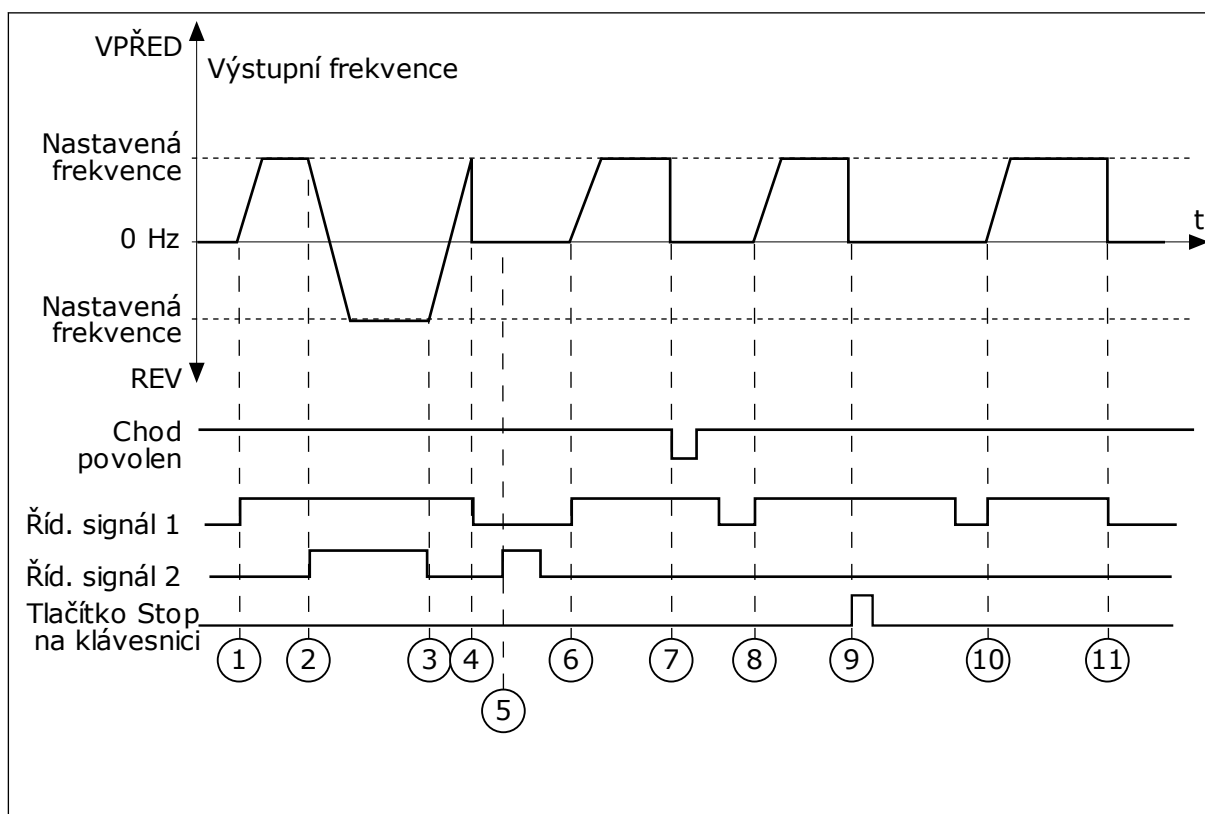 VPŘED
Výstupní frekvence
Nastavená
frekvence
0 Hz
t
Nastavená
frekvence
REV
Chod
povolen
Říd. signál 1
Říd. signál 2
Tlačítko Stop
na klávesnici
1 2 3 4 6 7 8 9 10 11
5